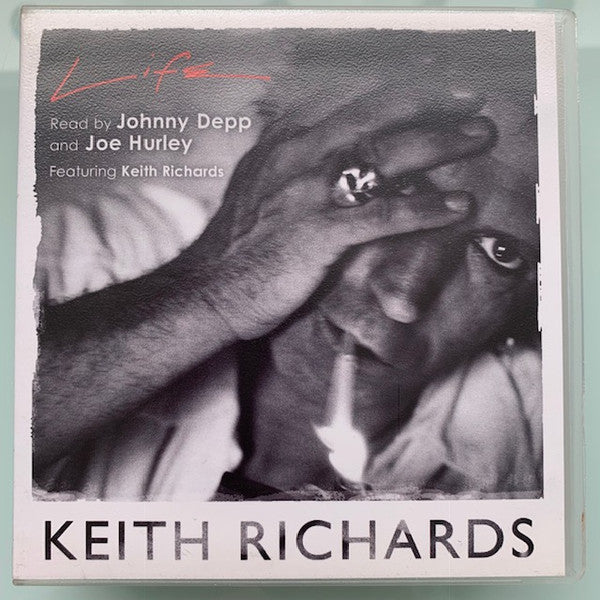 Life
Read by Johnny Depp
and Joe Hurley
Featuring Keith Richards
KEITH RICHARDS